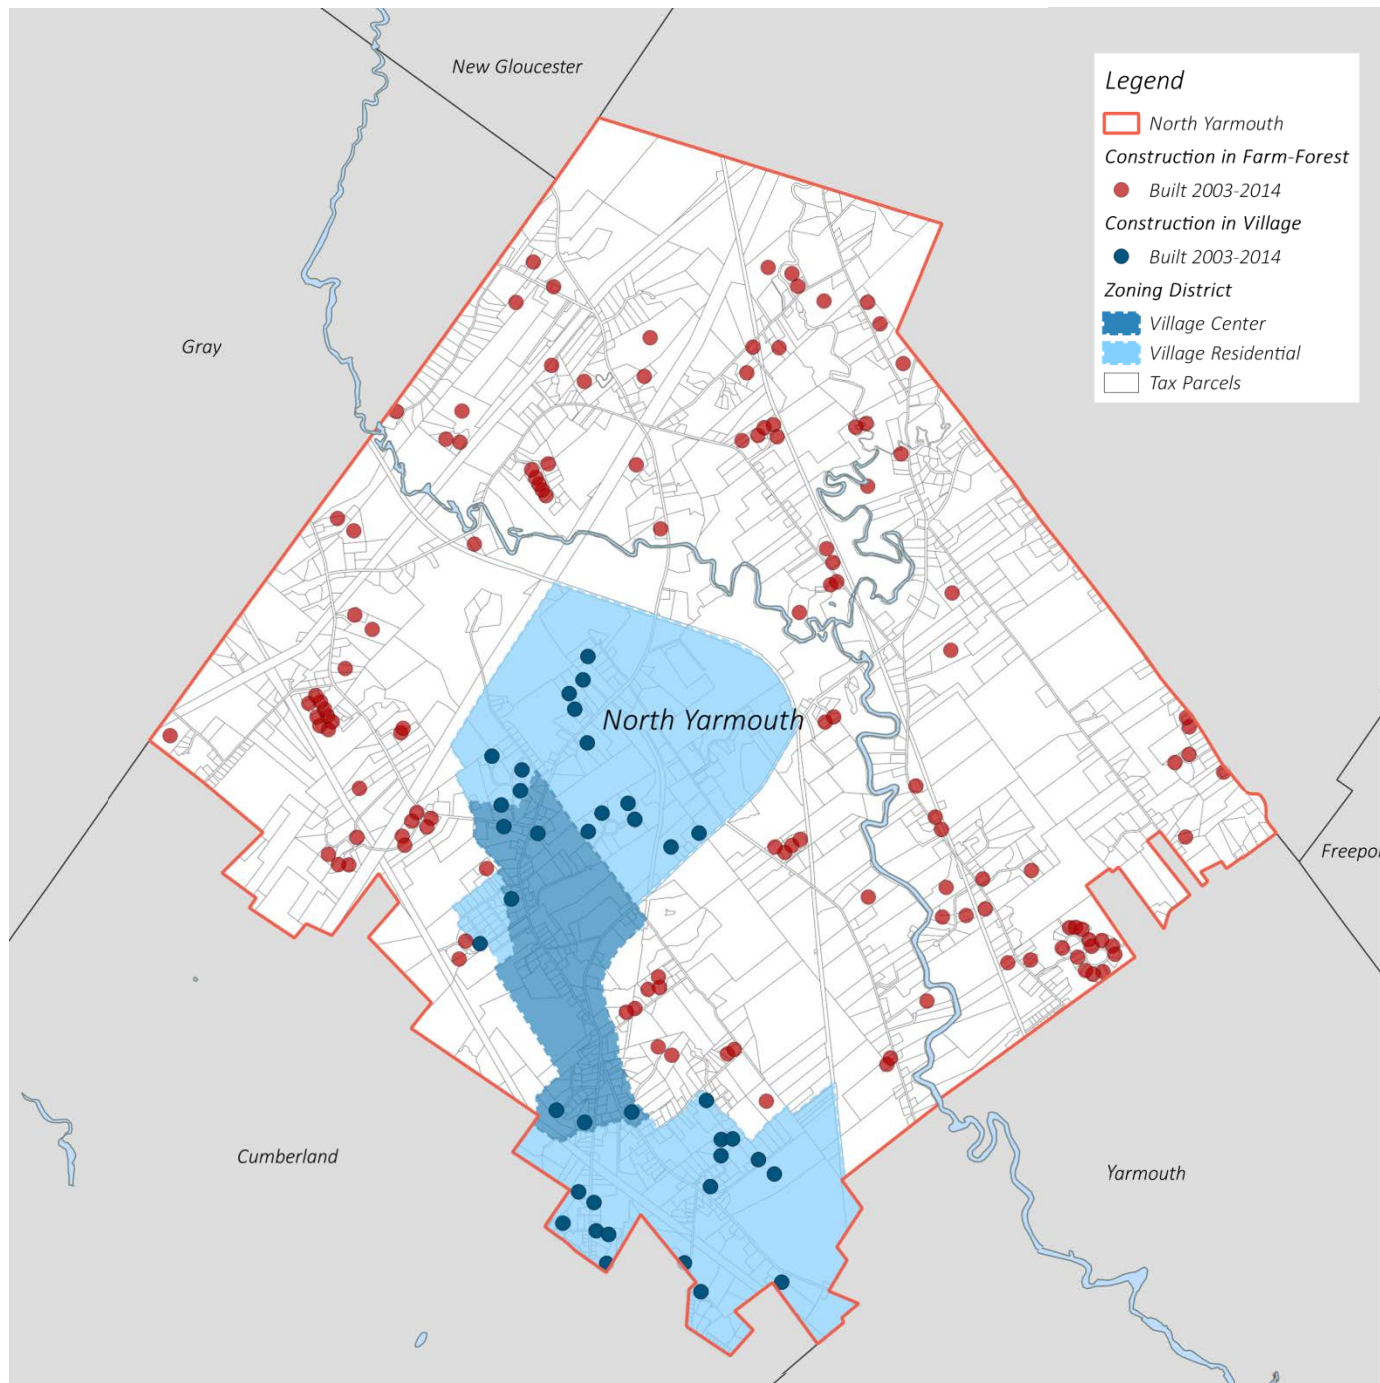 New Gloucester
Legend
North Yarmouth
Construction in Farm-Forest
Built 2003-2014
Construction in Village
Built 2003-2014
Zoning District
Village Center
Village Residential
Tax Parcels
Gray
North Yarmouth
Freepo
Cumberland
Yarmouth